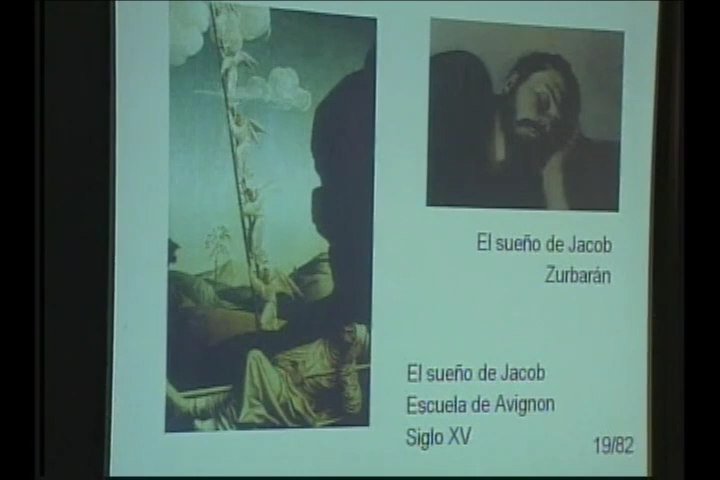 El sueño de Jacob
Zurbarán
El sueño de Jacob
Escuela de Avignon
Siglo XV
19/82